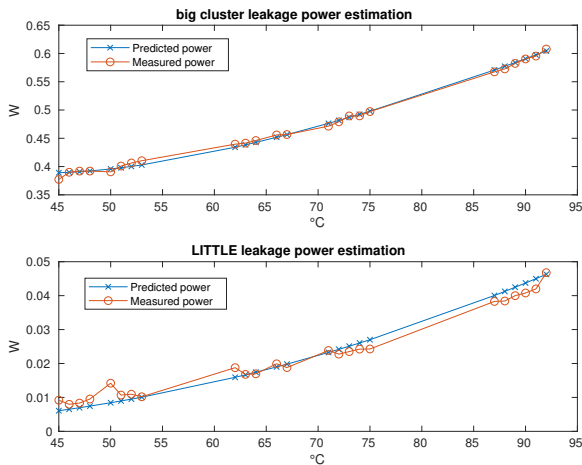 big cluster leakage power estimation
0.65
0.6
0.55
0.5
0.45
0.4
0.35
W
Predicted power
Measured power
45 50 55 60 65 70 75 80 85 90 95
°C
LITTLE leakage power estimation
0.05
0.04
0.03
0.02
0.01
0
W
Predicted power
Measured power
45 50 55 60 65 70 75 80 85 90 95
°C